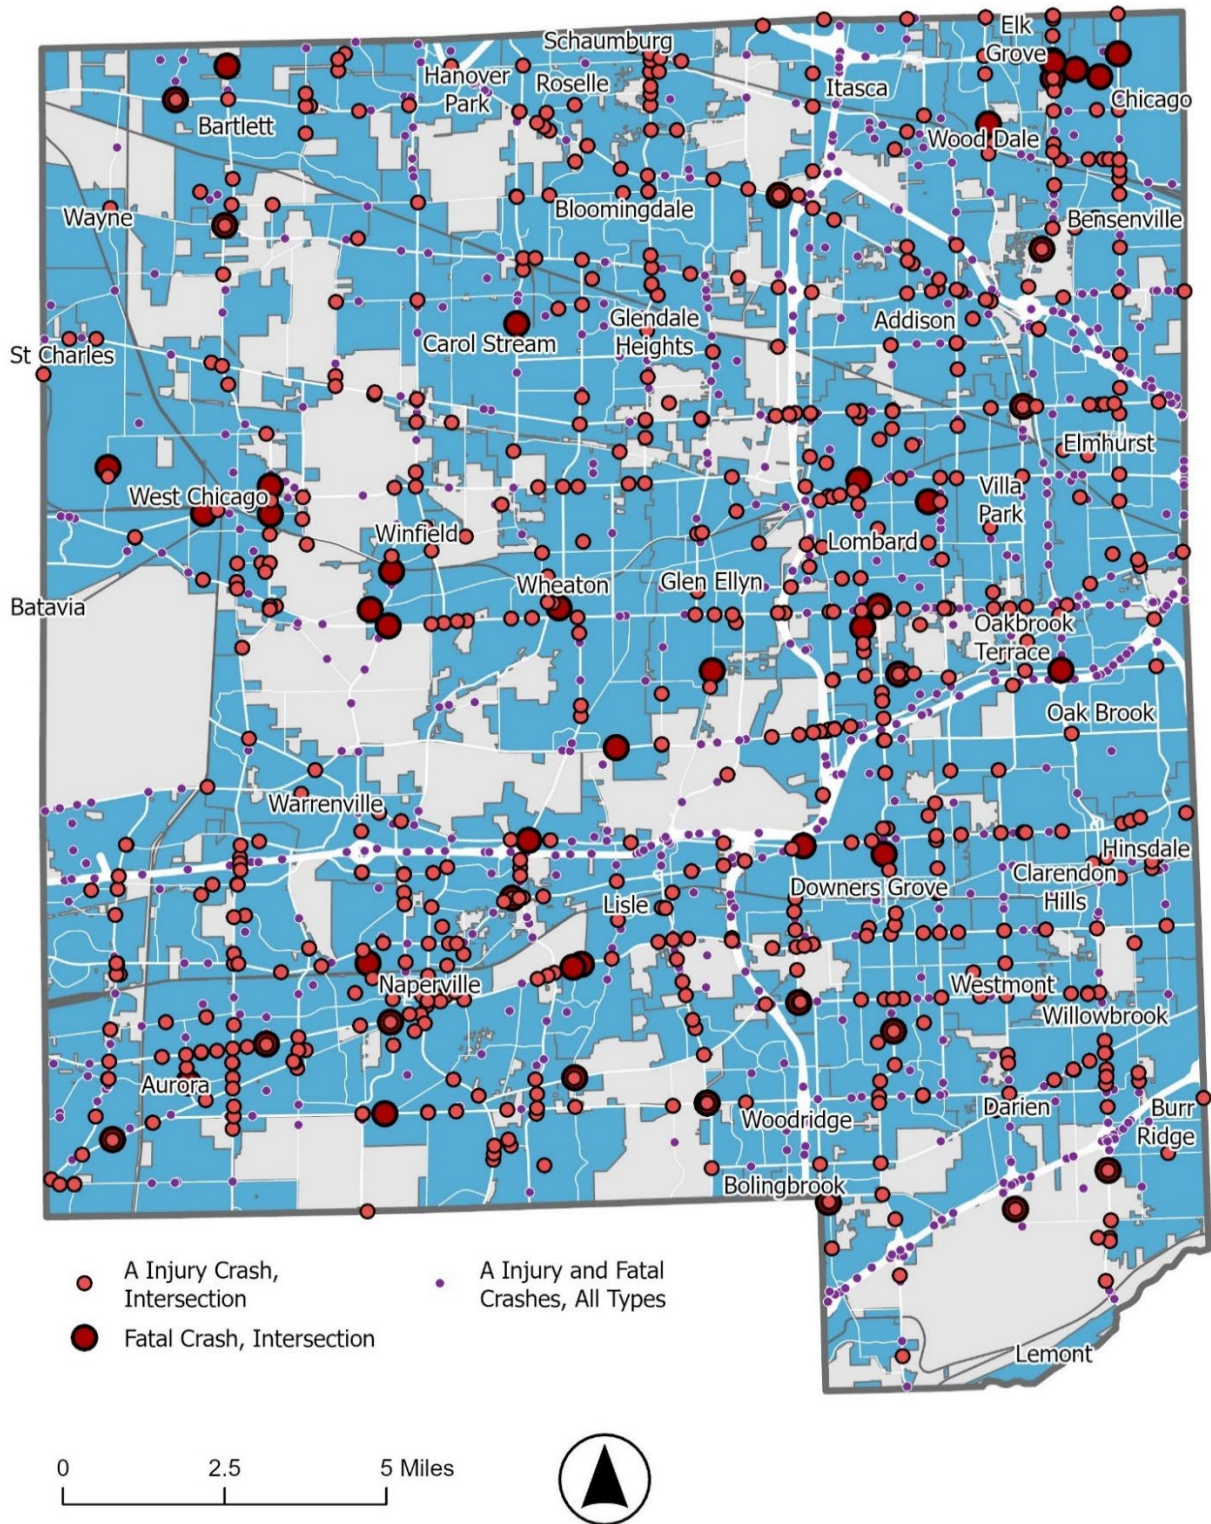 Schaumburg
Elk
Grove
Hanover
Park
Roselle
Itasca
Chicago
Bartlett
Wood Dale
Wayne
Bloomingdale
Bensenville
St Charles
Carol Stream
Glendale
Heights
Addison
Elmhurst
West Chicago
Villa
Park
Winfield
Lombard
Batavia
Wheaton
Glen Ellyn
Oakbrook
Terrace
Oak Brook
Warrenville
Hinsdale
Downers Grove
Clarendon
Hills
Lisle
Naperville
Westmont
Willowbrook
Aurora
Woodridge
Darien
Burr
Ridge
Bolingbrook
A Injury Crash,
Intersection
A Injury and Fatal
Crashes, All Types
Fatal Crash, Intersection
Lemont
0 2.5 5 Miles